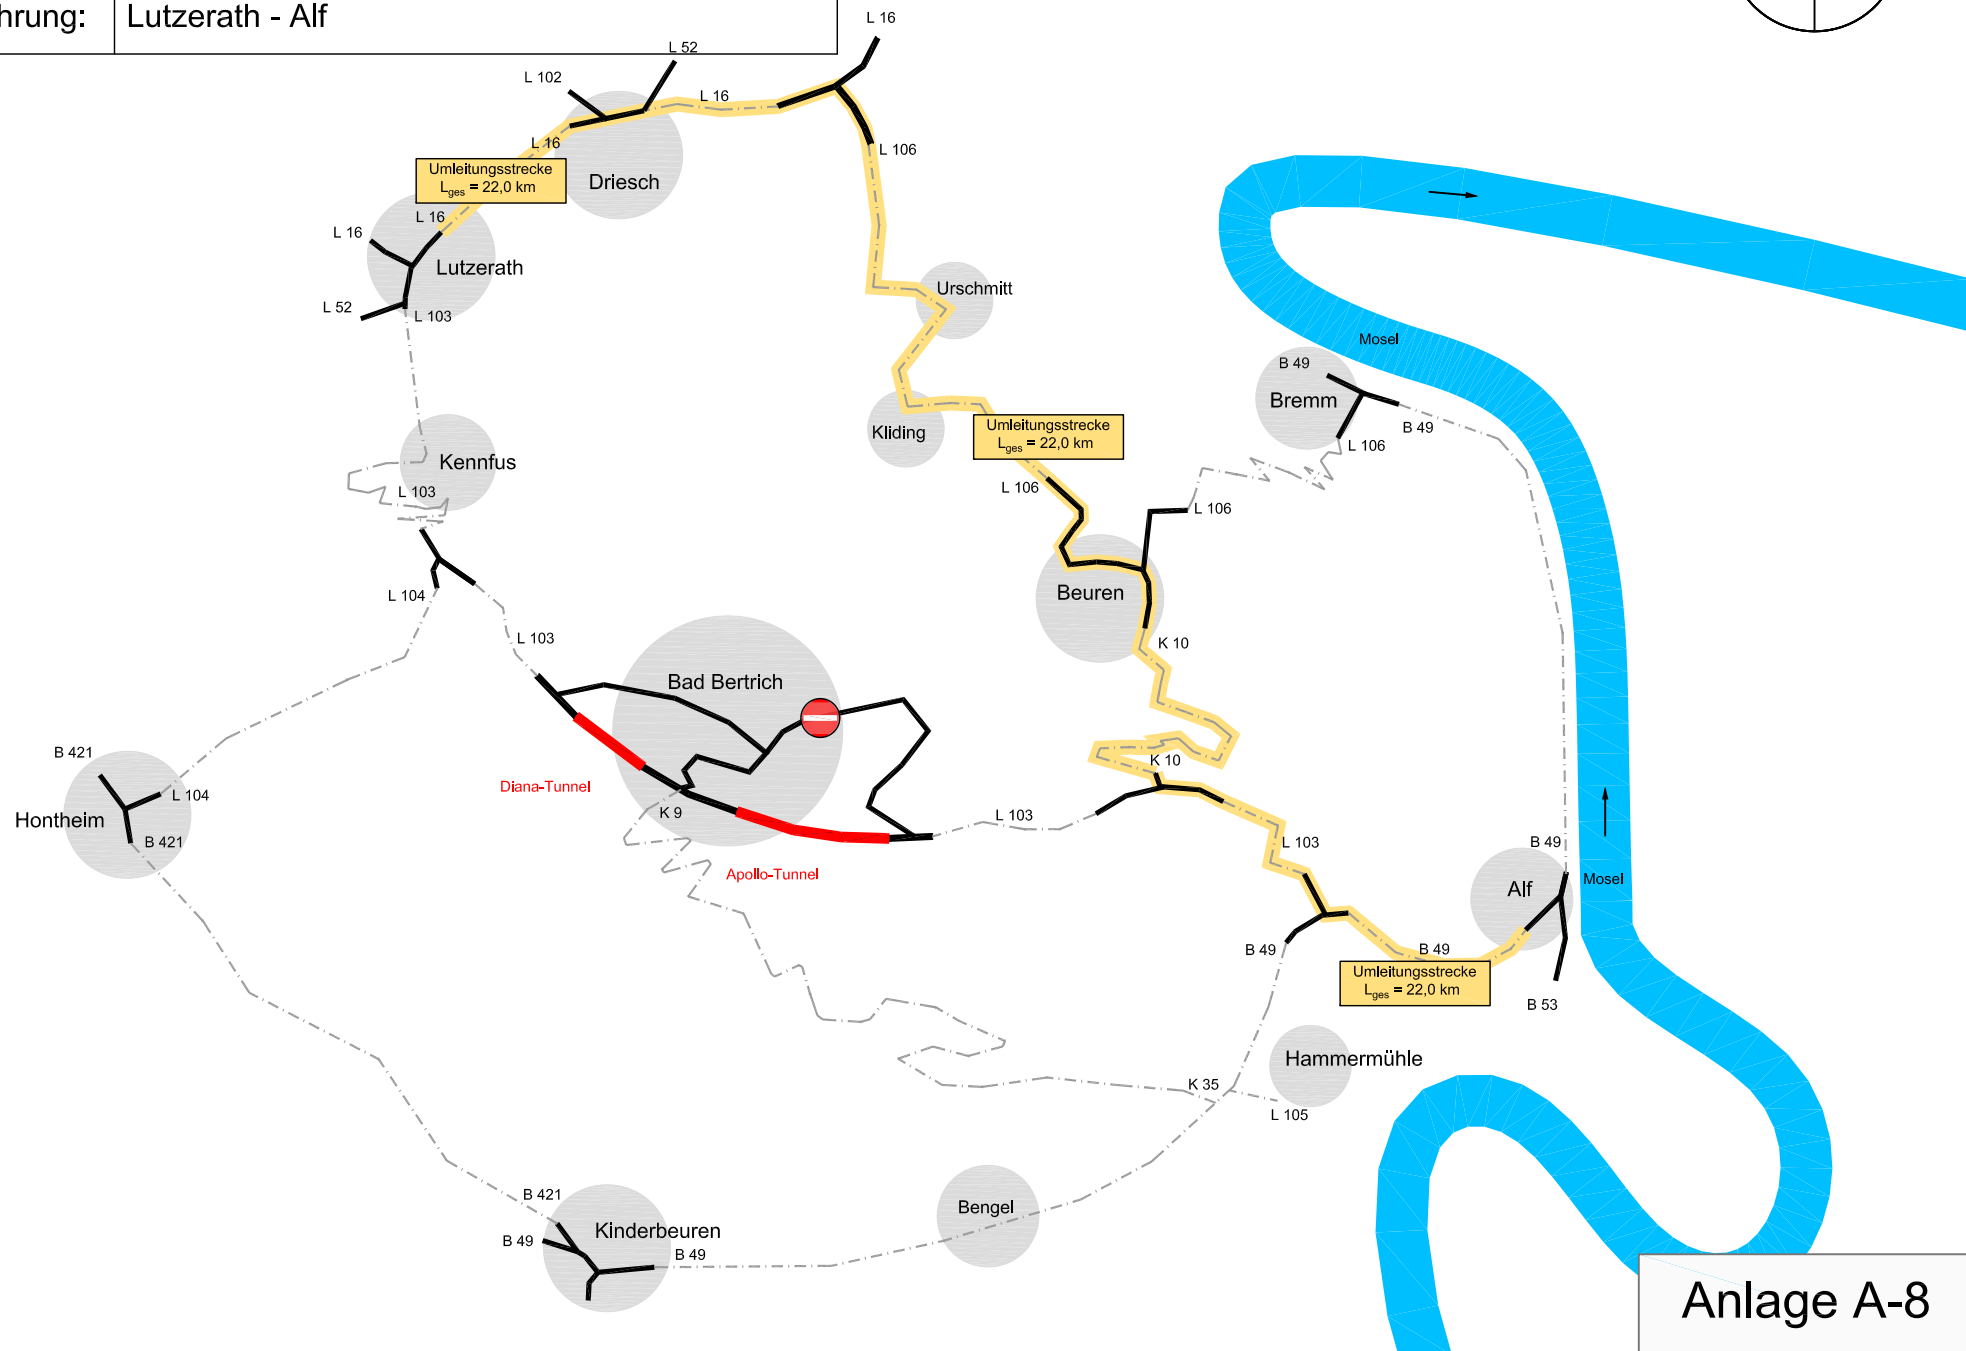 hrung:
Lutzerath - Alf
L 16
L 52
L 102
L 16
L 16
L 106
Umleitungsstrecke
Lges = 22,0 km
Driesch
L 16
L 16
Lutzerath
L 52
L 103
Urschmitt
Mosel
B 49
Bremm
B 49
L 106
Kliding
Umleitungsstrecke
Lges = 22,0 km
Kennfus
L 103
L 106
L 106
L 104
Beuren
L 103
K 10
Bad Bertrich
B 421
Diana-Tunnel
K 10
L 104
Hontheim
K 9
L 103
B 421
L 103
B 49
Apollo-Tunnel
Alf
Mosel
B 49
B 49
Umleitungsstrecke
Lges = 22,0 km
B 53
Hammermühle
K 35
L 105
B 421
Bengel
Kinderbeuren
B 49
B 49
Anlage A-8